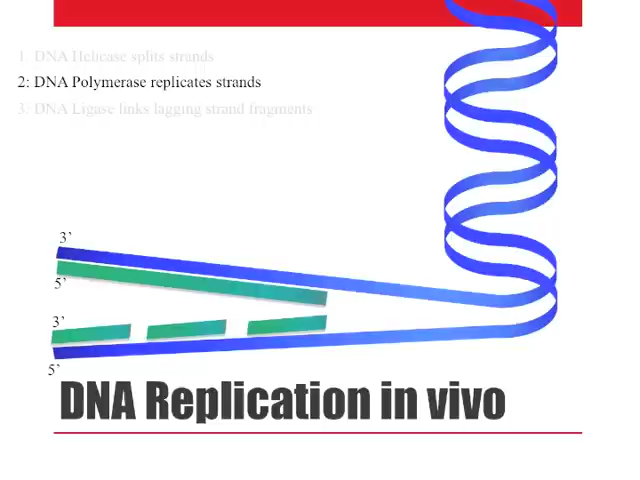 1: DNA Helicase splits strands
2: DNA Polymerase replicates strands
3: DNA Ligase links lagging strand fragments
3’
5’
3’
5’
DNA Replication in vivo